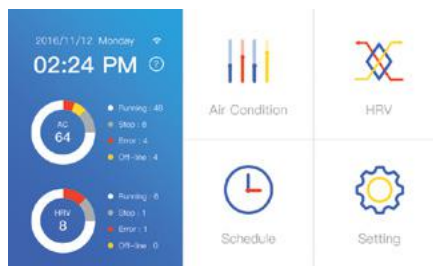 2016/11/12 Monday
02:24 PM ?
AC
64
Running : 48
Stop : 8
Error : 4
Off-line : 4
HRV
8
Running : 6
Stop : 1
Error : 1
Off-line : 0
Air Condition
HRV
Schedule
Setting